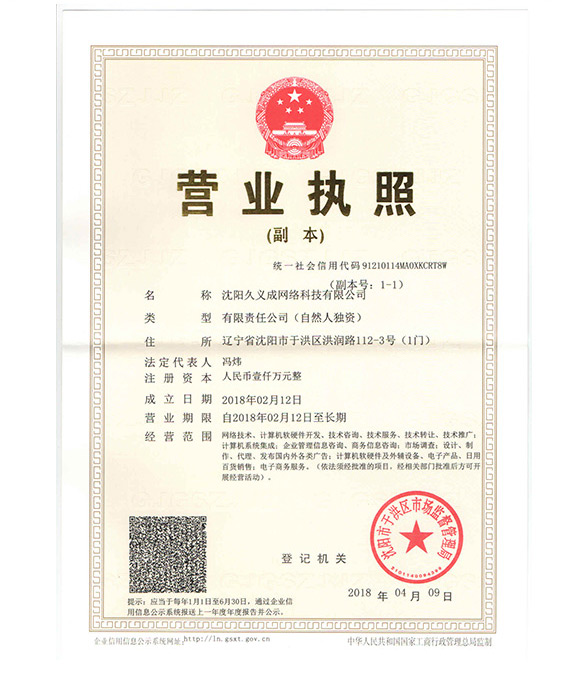 营业执照
(副 本)
统一社会信用代码 91210114MA0XKCRT8W
（副本号：1-1）
名 称 沈阳久义成网络科技有限公司
类 型 有限责任公司（自然人独资）
住 所 辽宁省沈阳市于洪区洪润路112-3号（1门）
法定代表人 冯炜
注册资本 人民币壹仟万元整
成立日期 2018年02月12日
营业期限 自2018年02月12日至长期
经营范围 网络技术、计算机软硬件开发、技术咨询、技术服务、技术转让、技术推广；
计算机系统集成；企业管理信息咨询、商务信息咨询；市场调查；设计、制
作、代理、发布国内外各类广告；计算机软硬件及外辅设备、电子产品、日用
百货销售；电子商务服务。（依法须经批准的项目，经相关部门批准后方可开
展经营活动）。
沈阳市于洪区市场监督管理局
登记机关
2018 年 04 月 09 日
提示：应当于每年1月1日至6月30日，通过企业信
用信息公示系统报送上一年度年度报告并公示。
企业信用信息公示系统网址：http://ln.gsxt.gov.cn
中华人民共和国国家工商行政管理总局监制